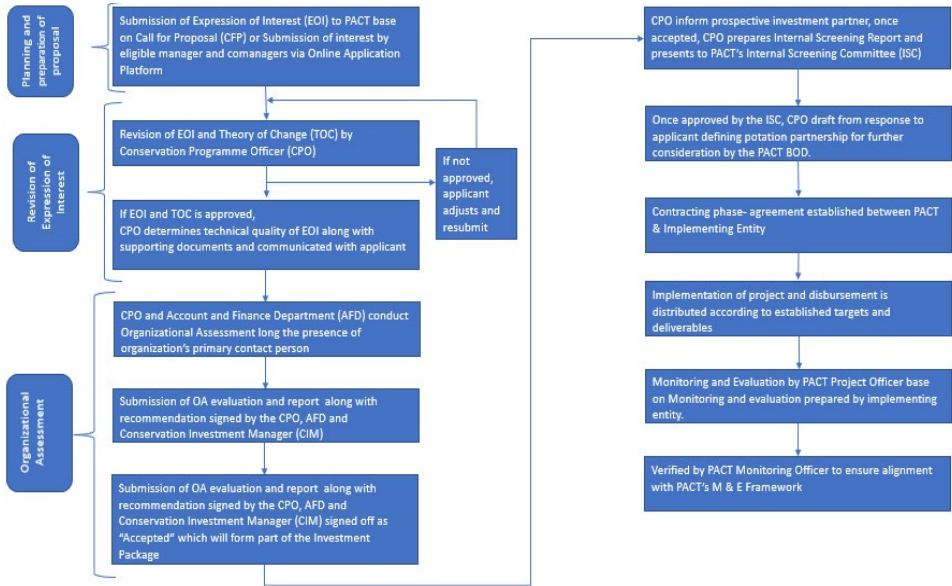 Planning and
preparation of
proposal
Submission of Expression of Interest (EOI) to PACT base
on Call for Proposal (CFP) or Submission of interest by
eligible manager and comanagers via Online Application
Platform
Revision of
Expression of
Interest
Revision of EOI and Theory of Change (TOC) by
Conservation Programme Officer (CPO)
If not
approved,
applicant
adjusts and
resubmit
If EOI and TOC is approved,
CPO determines technical quality of EOI along with
supporting documents and communicated with applicant
Organizational
Assessment
CPO and Account and Finance Department (AFD) conduct
Organizational Assessment long the presence of
organization's primary contact person
Submission of OA evaluation and report along with
recommendation signed by the CPO, AFD and
Conservation Investment Manager (CIM)
Submission of OA evaluation and report along with
recommendation signed by the CPO, AFD and
Conservation Investment Manager (CIM) signed off as
"Accepted" which will form part of the Investment
Package
CPO inform prospective investment partner, once
accepted, CPO prepares Internal Screening Report and
presents to PACT's Internal Screening Committee (ISC)
Once approved by the ISC, CPO draft from response to
applicant defining potation partnership for further
consideration by the PACT BOD.
Contracting phase- agreement established between PACT
& Implementing Entity
Implementation of project and disbursement is
distributed according to established targets and
deliverables
Monitoring and Evaluation by PACT Project Officer base
on Monitoring and evaluation prepared by implementing
entity.
Verified by PACT Monitoring Officer to ensure alignment
with PACT's M & E Framework